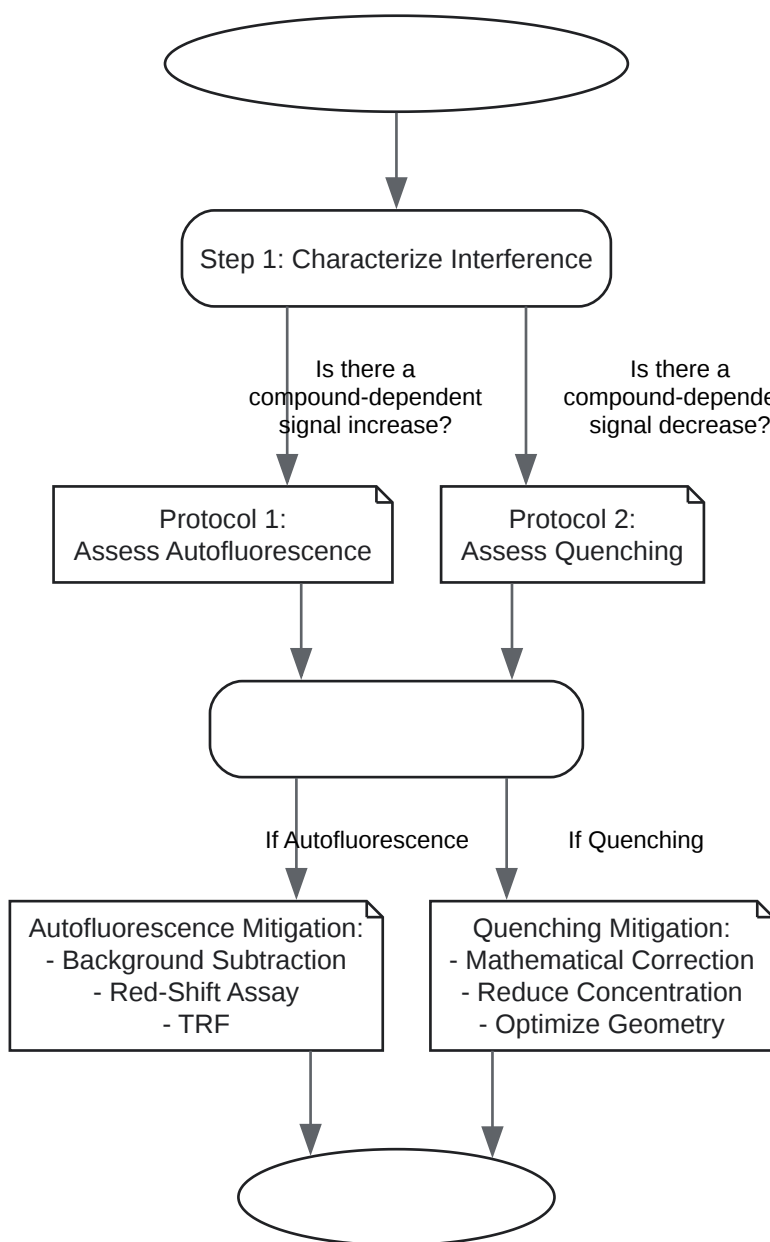 Step 1: Characterize Interference
Is there a
compound-dependent
signal increase?
Is there a
signal decrease?
Protocol 1:
Assess Autofluorescence
Protocol 2:
Assess Quenching
If Autofluorescence
If Quenching
Autofluorescence Mitigation:
- Background Subtraction
- Red-Shift Assay
- TRF
Quenching Mitigation:
- Mathematical Correction
- Reduce Concentration
- Optimize Geometry